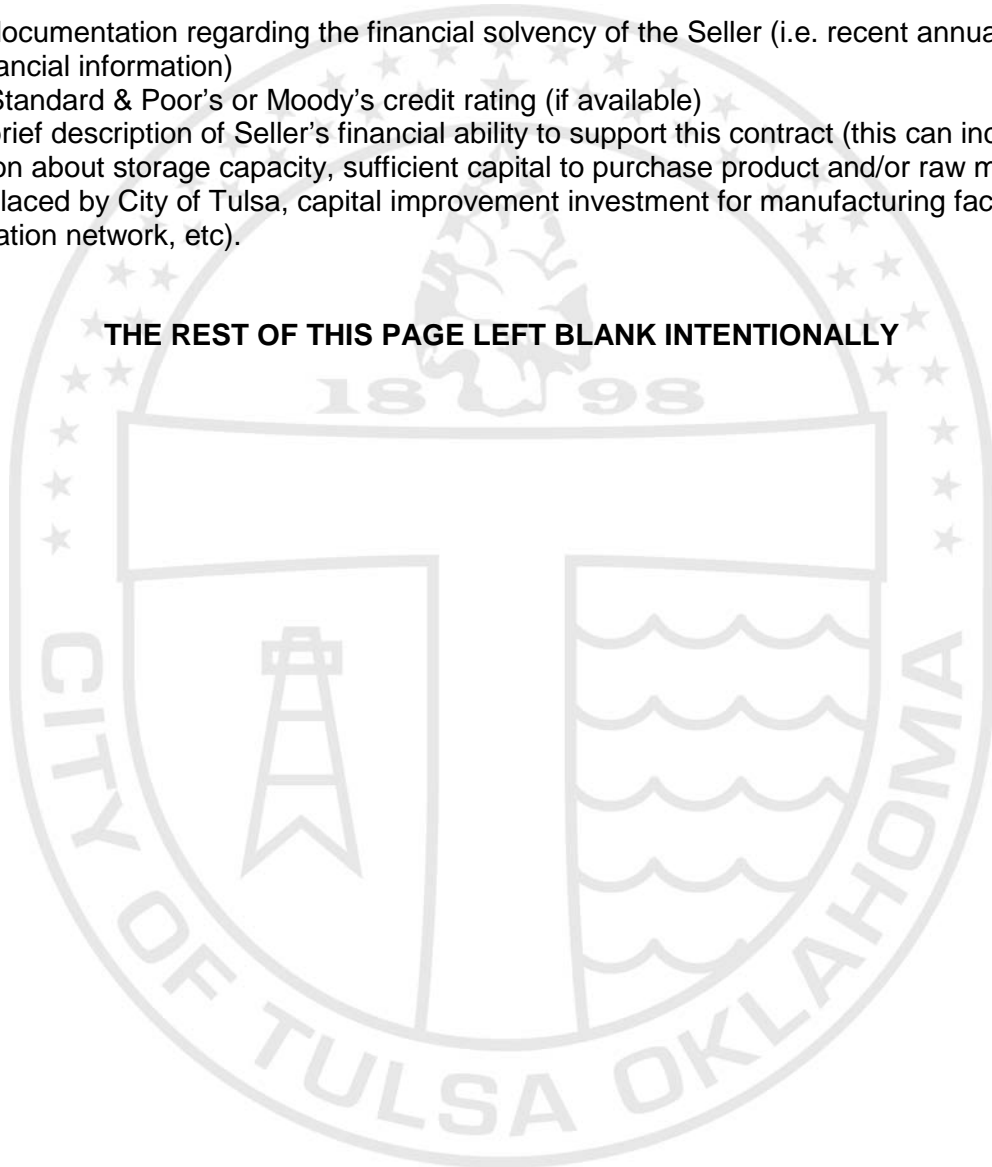 documentation regarding the financial solvency of the Seller (i.e. recent annua
ancial information)
Standard & Poor's or Moody's credit rating (if available)
rief description of Seller's financial ability to support this contract (this can inc
on about storage capacity, sufficient capital to purchase product and/or raw m
laced by City of Tulsa, capital improvement investment for manufacturing fac
ation network, etc).
THE REST OF THIS PAGE LEFT BLANK INTENTIONALLY
18 98
CITY OF TULSA OKLAHOMA